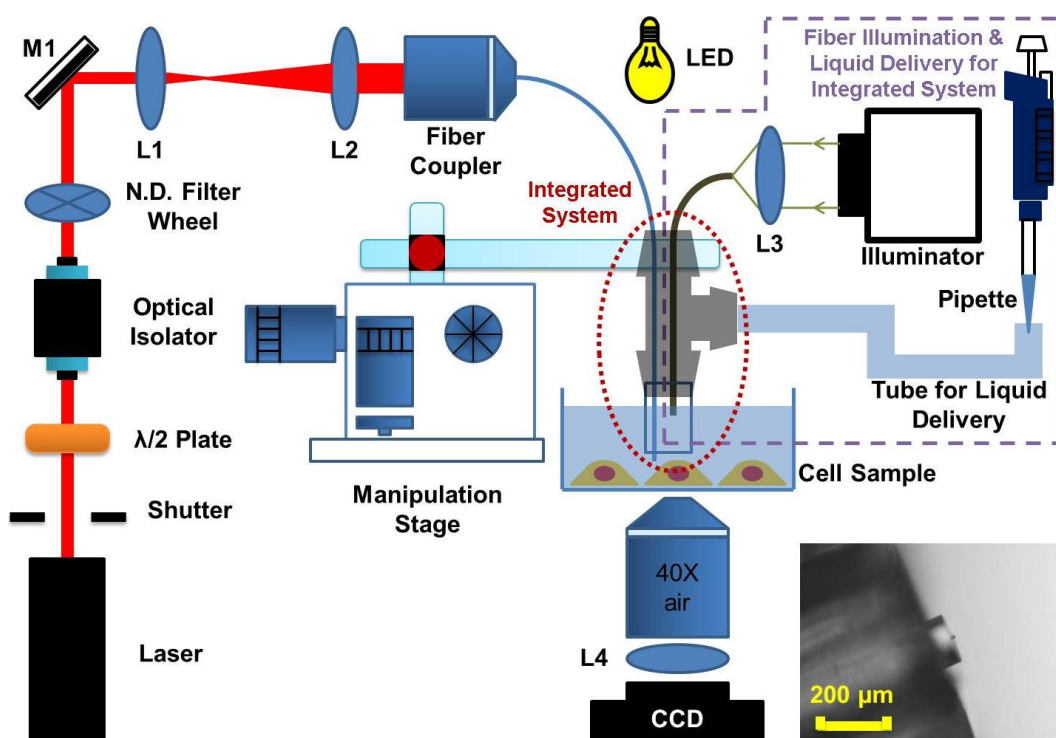 M1
L1
L2
Fiber
Coupler
LED
Fiber Illumination &
Liquid Delivery for
Integrated System
N.D. Filter
Wheel
Integrated
System
L3
Illuminator
Pipette
Optical
Isolator
Tube for Liquid
Delivery
λ/2 Plate
Cell Sample
Shutter
Manipulation
Stage
40X
air
Laser
L4
CCD
200 µm